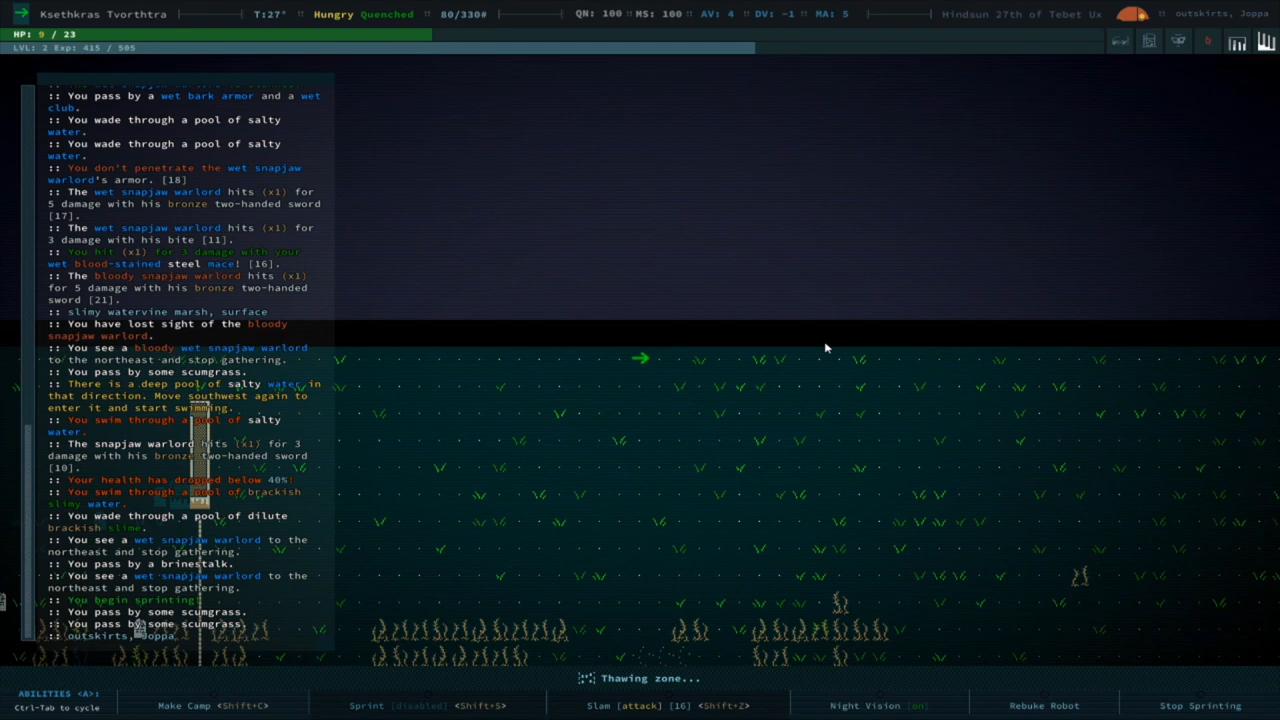 Ksethkras Tvorthtra T:27° Hungry Quenched 80/330# QN: 100 MS: 100 AV: 4 DV: -1 MA: 5 Hindsun 27th of Tebet Ux outskirts, Joppa
HP: 9 / 23
LVL: 2 Exp: 415 / 505
:: You pass by a wet bark armor and a wet
club.
:: You wade through a pool of salty
water.
:: You wade through a pool of salty
water.
:: You don't penetrate the wet snapjaw
warlord's armor. [18]
:: The wet snapjaw warlord hits (x1) for
5 damage with his bronze two-handed sword
[17].
:: The wet snapjaw warlord hits (x1) for
3 damage with his bite [11].
:: You hit (x1) for 3 damage with your
wet blood-stained steel mace! [16].
:: The bloody snapjaw warlord hits (x1)
for 5 damage with his bronze two-handed
sword [21].
:: slimy watervine marsh, surface
:: You have lost sight of the bloody
snapjaw warlord.
:: You see a bloody wet snapjaw warlord
to the northeast and stop gathering.
:: You pass by some scumgrass.
:: There is a deep pool of salty water in
that direction. Move southwest again to
enter it and start swimming.
:: You swim through a pool of salty
water.
:: The snapjaw warlord hits (x1) for 3
damage with his bronze two-handed sword
[10].
:: Your health has dropped below 40%!
:: You swim through a pool of brackish
slimy water.
:: You wade through a pool of dilute
brackish slime.
:: You see a wet snapjaw warlord to the
northeast and stop gathering.
:: You pass by a brinestalk.
:: You see a wet snapjaw warlord to the
northeast and stop gathering.
:: You begin sprinting!
:: You pass by some scumgrass.
:: You pass by some scumgrass.
:: outskirts, Joppa
Thawing zone...
ABILITIES <A>:
Ctrl-Tab to cycle
Make Camp <Shift+C> Sprint [disabled] <Shift+S> Slam [attack] [16] <Shift+Z> Night Vision [on] Rebuke Robot Stop Sprinting